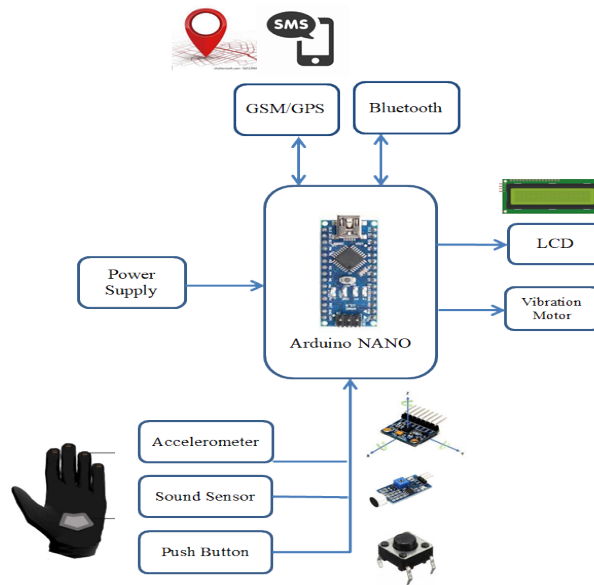 SMS
GSM/GPS
Bluetooth
LCD
Power
Supply
Vibration
Motor
Arduino NANO
Accelerometer
Sound Sensor
Push Button